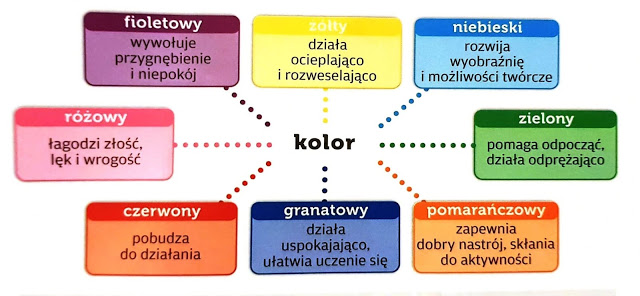 fioletowy
wywołuje
przygnębienie
i niepokój
żółty
działa
ocieplająco
i rozweselająco
niebieski
rozwija
wyobraźnię
i możliwości twórcze
różowy
łagodzi złość,
lęk i wrogość
kolor
zielony
pomaga odpocząć,
działa odprężająco
czerwony
pobudza
do działania
granatowy
działa
uspokajająco,
ułatwia uczenie się
pomarańczowy
zapewnia
dobry nastrój, skłania
do aktywności